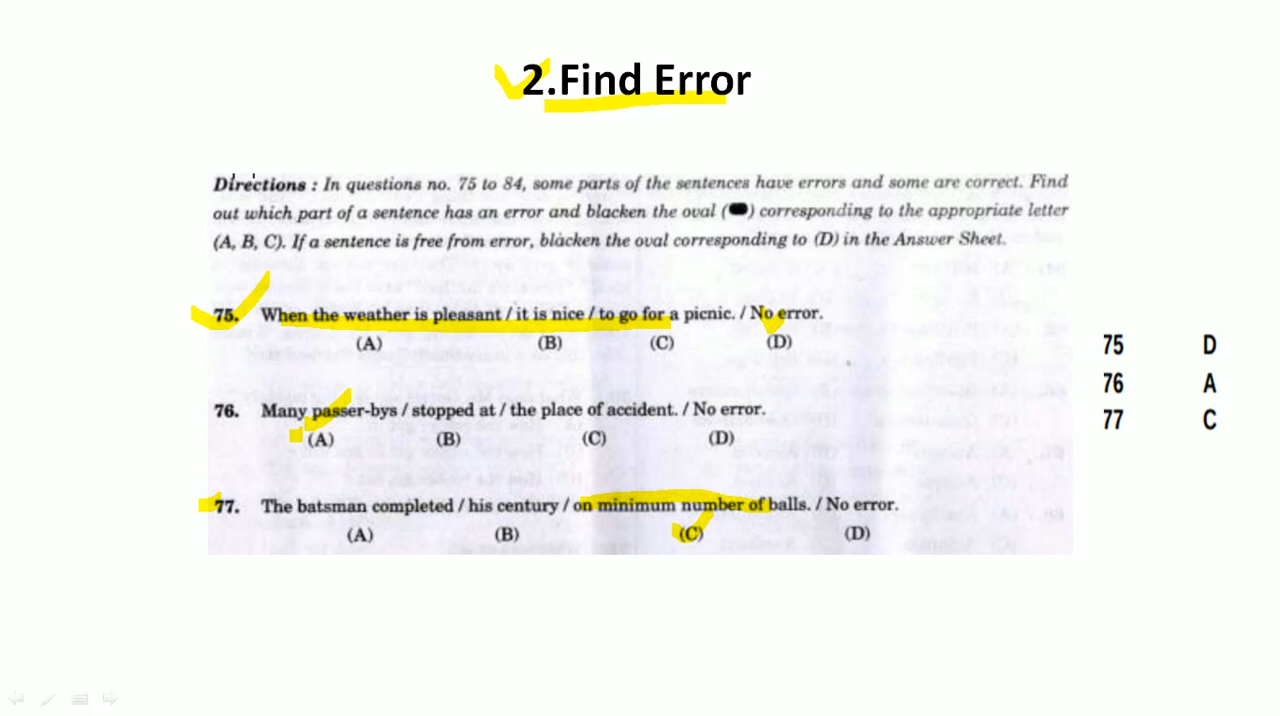 2.Find Error
Directions : In questions no. 75 to 84, some parts of the sentences have errors and some are correct. Find
out which part of a sentence has an error and blacken the oval ( ) corresponding to the appropriate letter
(A, B, C). If a sentence is free from error, blacken the oval corresponding to (D) in the Answer Sheet.
75. When the weather is pleasant / it is nice / to go for a picnic. / No error.
(A) (B) (C) (D)
76. Many passer-bys / stopped at / the place of accident. / No error.
(A) (B) (C) (D)
77. The batsman completed / his century / on minimum number of balls. / No error.
(A) (B) (C) (D)
75 D
76 A
77 C